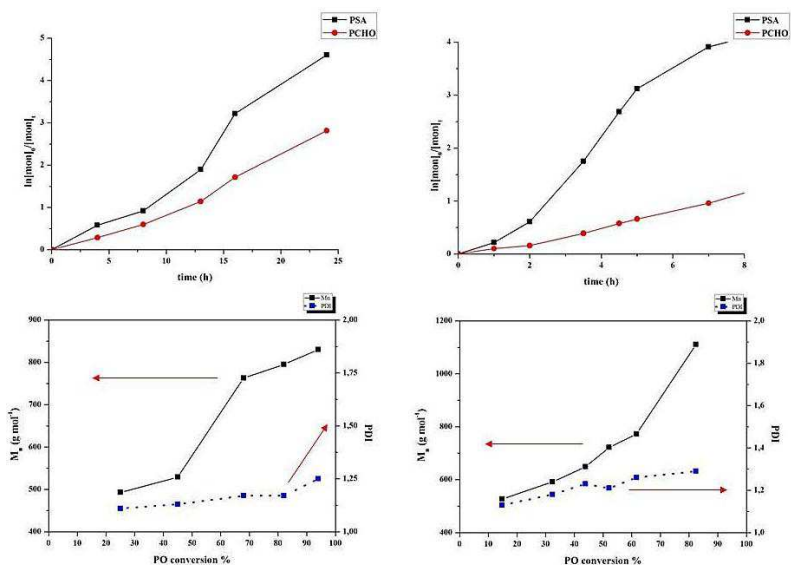 PSA
PCHO
5
4
3
2
1
0
ln[mon]₀/[mon]ₜ
0 5 10 15 20 25
time (h)
PSA
PCHO
4
3
2
1
0
ln[mon]₀/[mon]ₜ
0 2 4 6 8
time (h)
Mn
PDI
900
800
700
600
500
400
Mₙ (g mol⁻¹)
2,00
1,75
1,50
1,25
1,00
PDI
0 10 20 30 40 50 60 70 80 90 100
PO conversion %
Mn
PDI
1200
1100
1000
900
800
700
600
500
400
Mₙ (g mol⁻¹)
2,0
1,8
1,6
1,4
1,2
1,0
PDI
0 10 20 30 40 50 60 70 80 90 100
PO conversion %